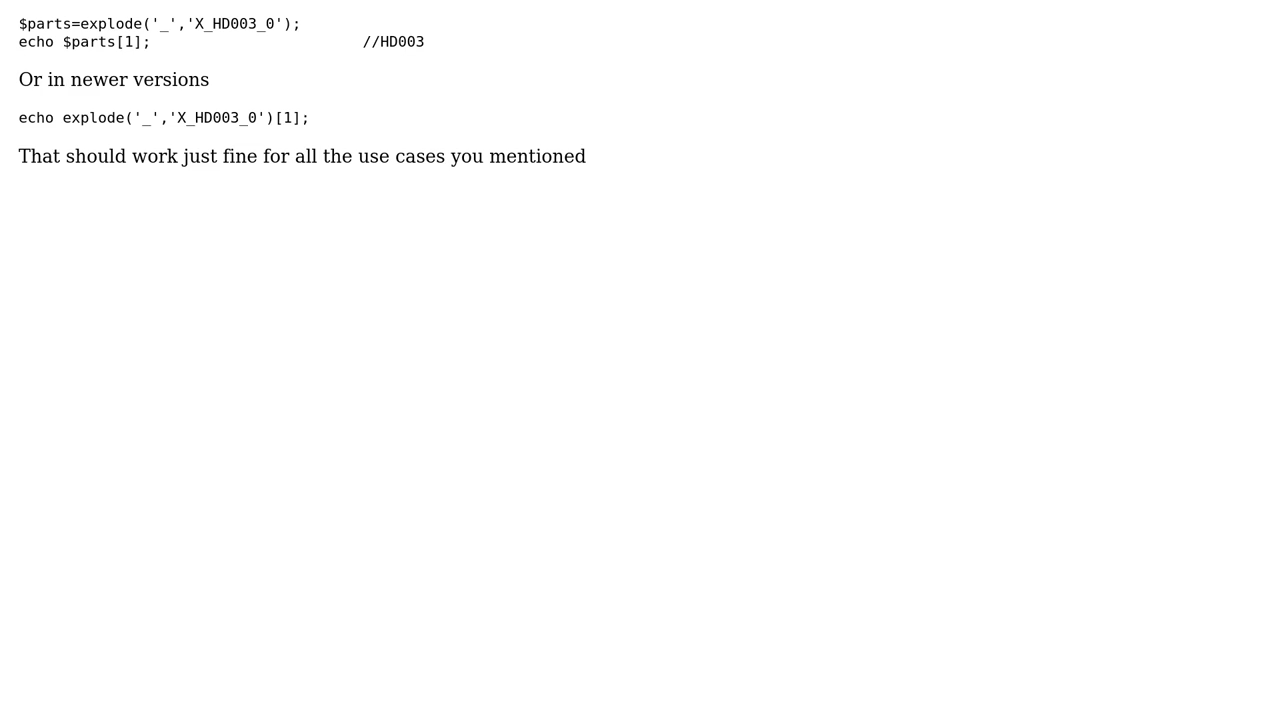 $parts=explode('_','X_HD003_0');
echo $parts[1];                        //HD003
Or in newer versions
echo explode('_','X_HD003_0')[1];
That should work just fine for all the use cases you mentioned